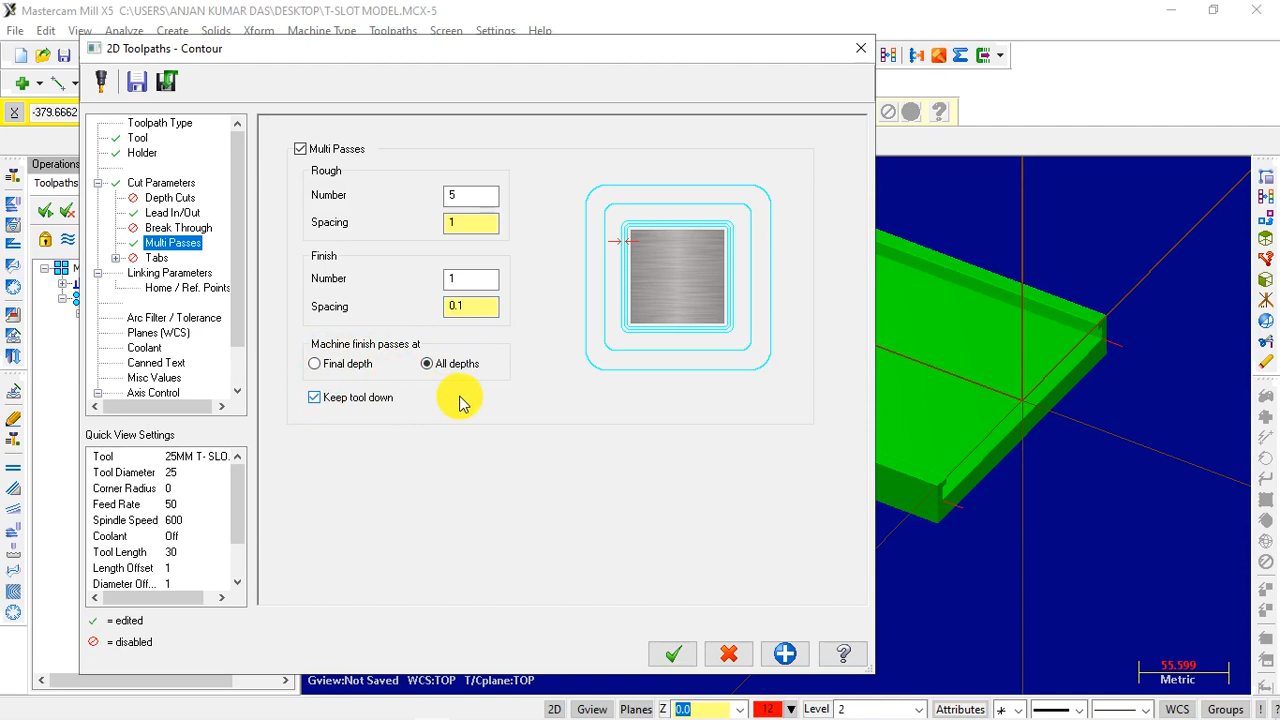 Mastercam Mill X5 C:\USERS\ANJAN KUMAR DAS\DESKTOP\T-SLOT MODEL.MCX-5
File Edit View Analyze Create Solids Xform Machine Type Toolpaths Screen Settings Help
2D Toolpaths - Contour
-379.6662
Operations
Toolpaths
Toolpath Type
Tool
Holder
Cut Parameters
Depth Cuts
Lead In/Out
Break Through
Multi Passes
Tabs
Linking Parameters
Home / Ref. Points
Arc Filter / Tolerance
Planes (WCS)
Coolant
Canned Text
Misc Values
Axis Control
Multi Passes
Rough
Number 5
Spacing 1
Finish
Number 1
Spacing 0.1
Machine finish passes at
Final depth All depths
Keep tool down
Quick View Settings
Tool 25MM T- SLO.
Tool Diameter 25
Corner Radius 0
Feed Rate 50
Spindle Speed 600
Coolant Off
Tool Length 30
Length Offset 1
Diameter Off... 1
= edited
= disabled
55.599
Metric
Gview:Not Saved WCS:TOP T/Cplane:TOP
2D Gview Planes Z 0.0 12 Level 2 Attributes WCS Groups